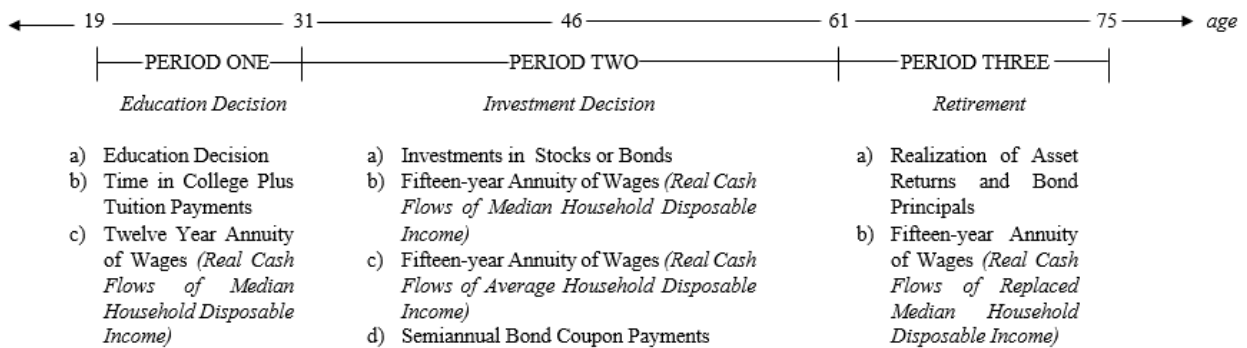 19 31 46 61 75 age
PERIOD ONE PERIOD TWO PERIOD THREE
Education Decision Investment Decision Retirement
a) Education Decision
b) Time in College Plus
Tuition Payments
c) Twelve Year Annuity
of Wages (Real Cash
Flows of Median
Household Disposable
Income)
a) Investments in Stocks or Bonds
b) Fifteen-year Annuity of Wages (Real Cash
Flows of Median Household Disposable
Income)
c) Fifteen-year Annuity of Wages (Real Cash
Flows of Average Household Disposable
Income)
d) Semiannual Bond Coupon Payments
a) Realization of Asset
Returns and Bond
Principals
b) Fifteen-year Annuity
of Wages (Real Cash
Flows of Replaced
Median Household
Disposable Income)